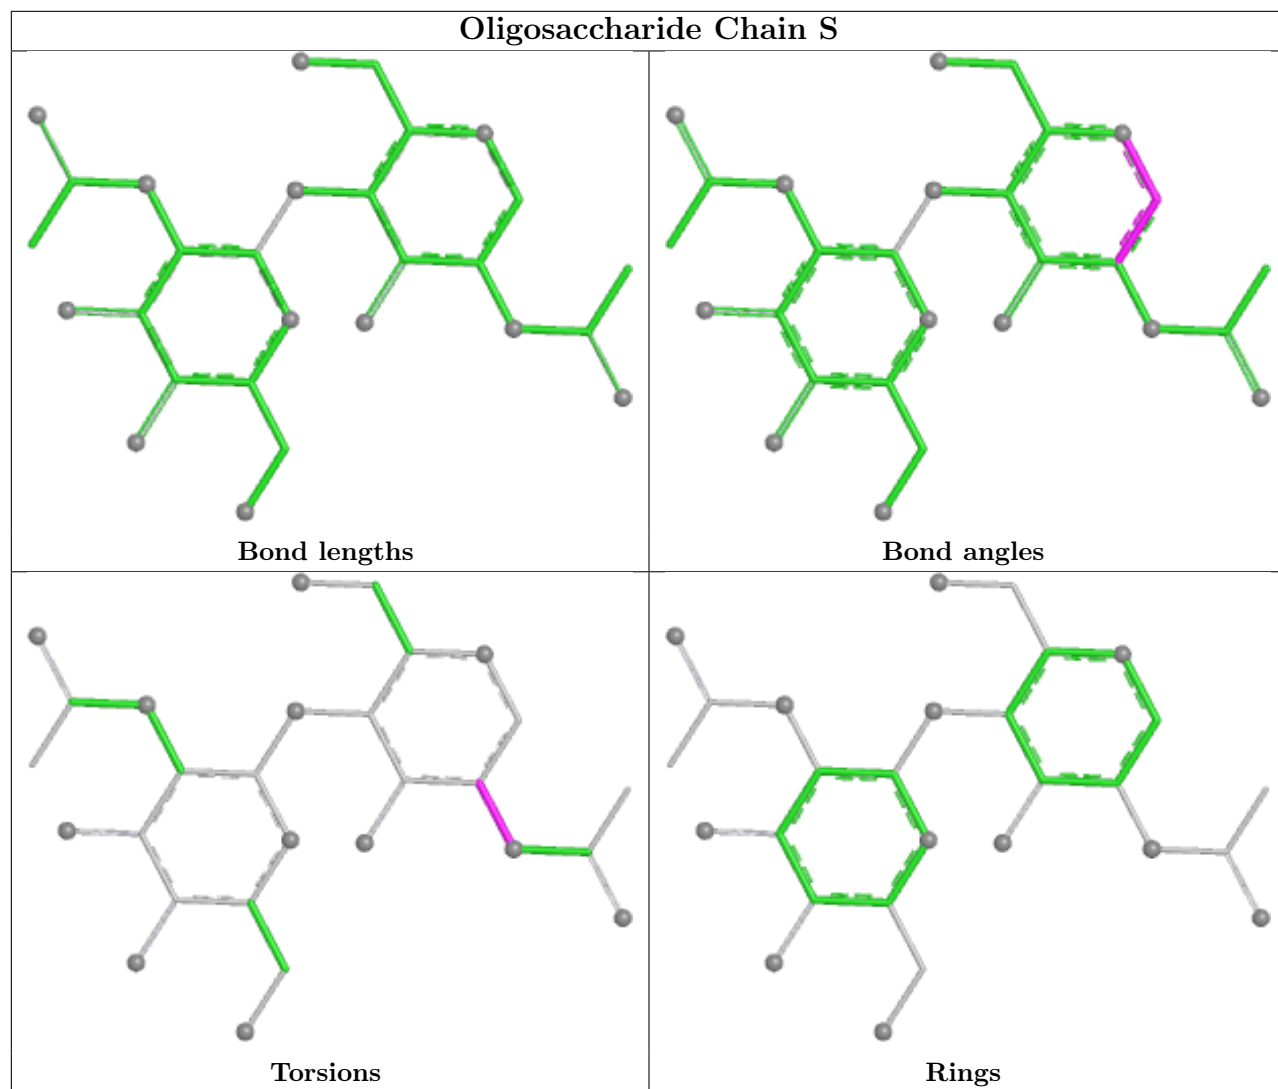 Oligosaccharide Chain S
Bond lengths
Bond angles
Torsions
Rings